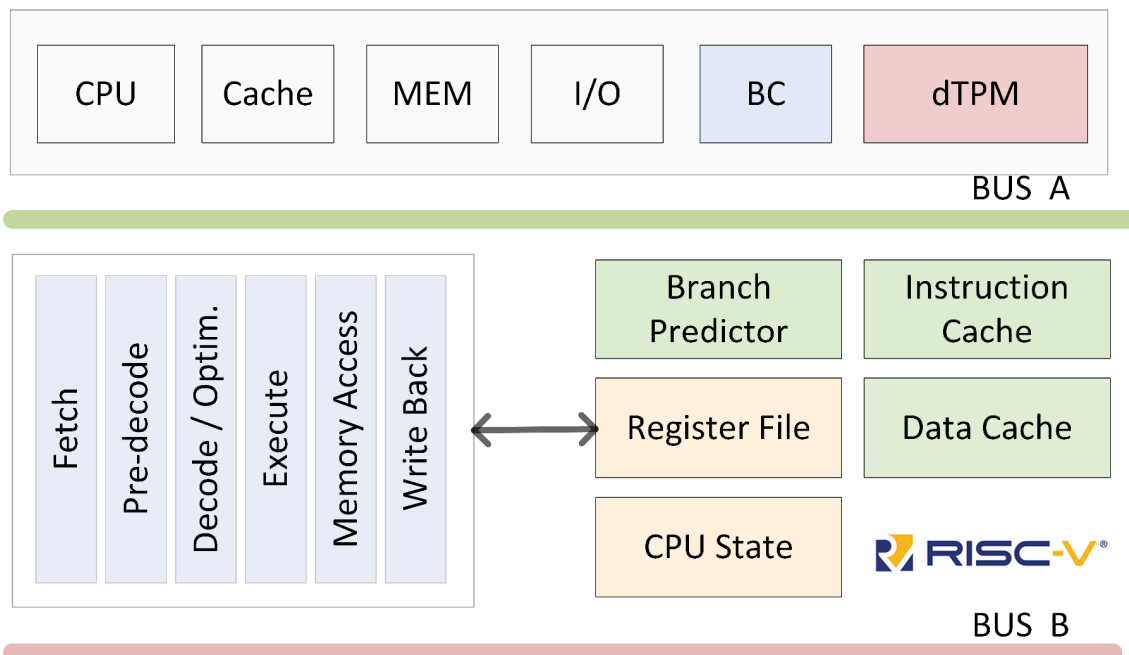 CPU
Cache
MEM
I/O
BC
dTPM
BUS A
Fetch
Pre-decode
Decode / Optim.
Execute
Memory Access
Write Back
Branch
Predictor
Instruction
Cache
Register File
Data Cache
CPU State
RISC-V®
BUS B